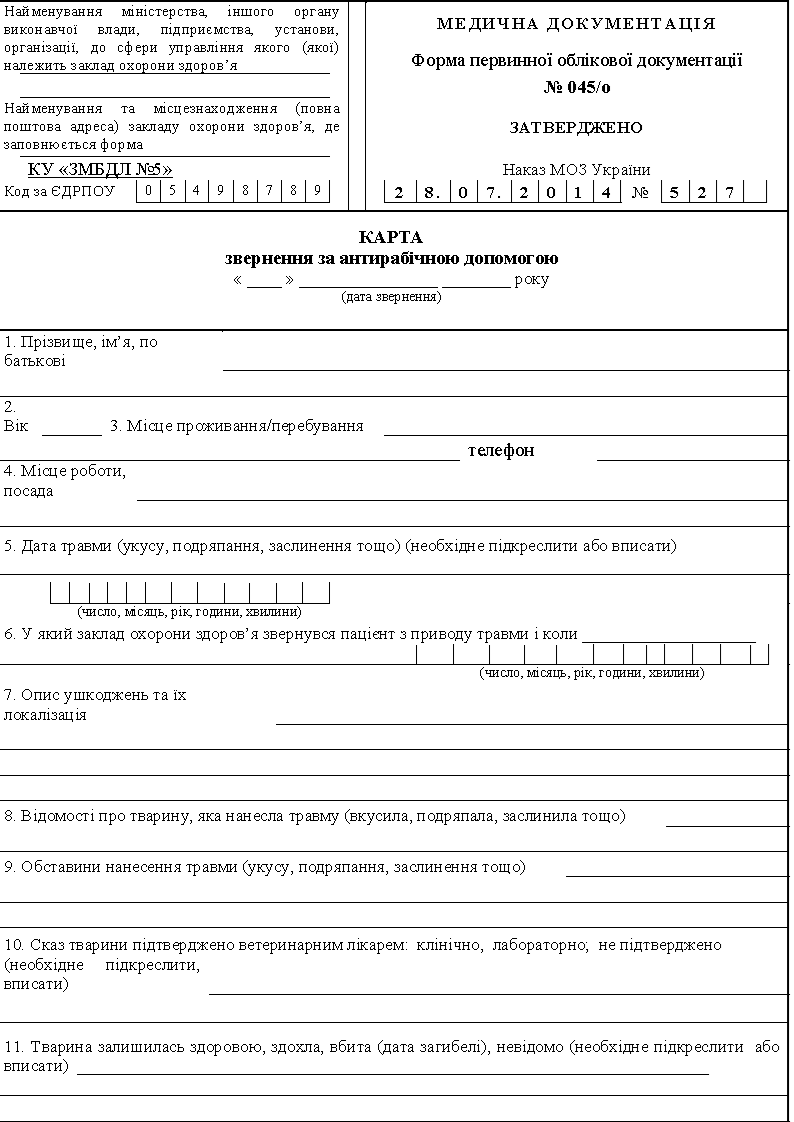 Найменування міністерства, іншого органу
виконавчої влади, підприємства, установи,
організації, до сфери управління якого (якої)
належить заклад охорони здоров’я
Найменування та місцезнаходження (повна
поштова адреса) закладу охорони здоров’я, де
заповнюється форма
КУ «ЗМБДЛ №5»
Код за ЄДРПОУ 0 5 4 9 8 7 8 9
МЕДИЧНА ДОКУМЕНТАЦІЯ
Форма первинної облікової документації
№ 045/о
ЗАТВЕРДЖЕНО
Наказ МОЗ України
2 8. 0 7. 2 0 1 4 № 5 2 7
КАРТА
звернення за антирабічною допомогою
« ____ » ________________ ________ року
(дата звернення)
1. Прізвище, ім’я, по
батькові
2.
Вік _______ 3. Місце проживання/перебування
телефон
4. Місце роботи,
посада
5. Дата травми (укусу, подряпання, заслинення тощо) (необхідне підкреслити або вписати)
(число, місяць, рік, години, хвилини)
6. У який заклад охорони здоров’я звернувся пацієнт з приводу травми і коли ____________________
(число, місяць, рік, години, хвилини)
7. Опис ушкоджень та їх
локалізація
8. Відомості про тварину, яка нанесла травму (вкусила, подряпала, заслинила тощо)
9. Обставини нанесення травми (укусу, подряпання, заслинення тощо)
10. Сказ тварини підтверджено ветеринарним лікарем: клінічно, лабораторно; не підтверджено
(необхідне підкреслити,
вписати)
11. Тварина залишилась здоровою, здохла, вбита (дата загибелі), невідомо (необхідне підкреслити або
вписати)